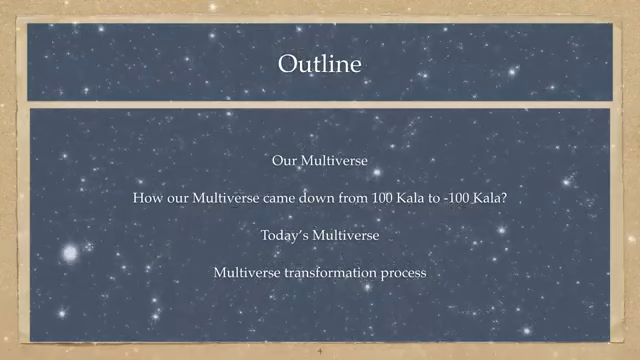 Outline
Our Multiverse
How our Multiverse came down from 100 Kala to -100 Kala?
Today's Multiverse
Multiverse transformation process
4